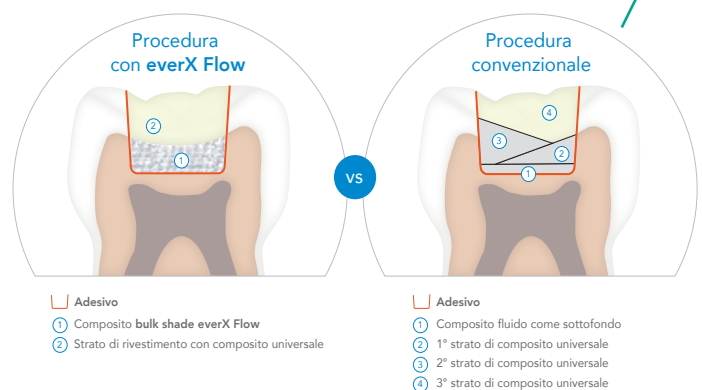 Procedura
con everX Flow
2
1
vs
Procedura
convenzionale
4
3
2
1
Adesivo
1 Composito bulk shade everX Flow
2 Strato di rivestimento con composito universale
Adesivo
1 Composito fluido come sottofondo
2 1° strato di composito universale
3 2° strato di composito universale
4 3° strato di composito universale